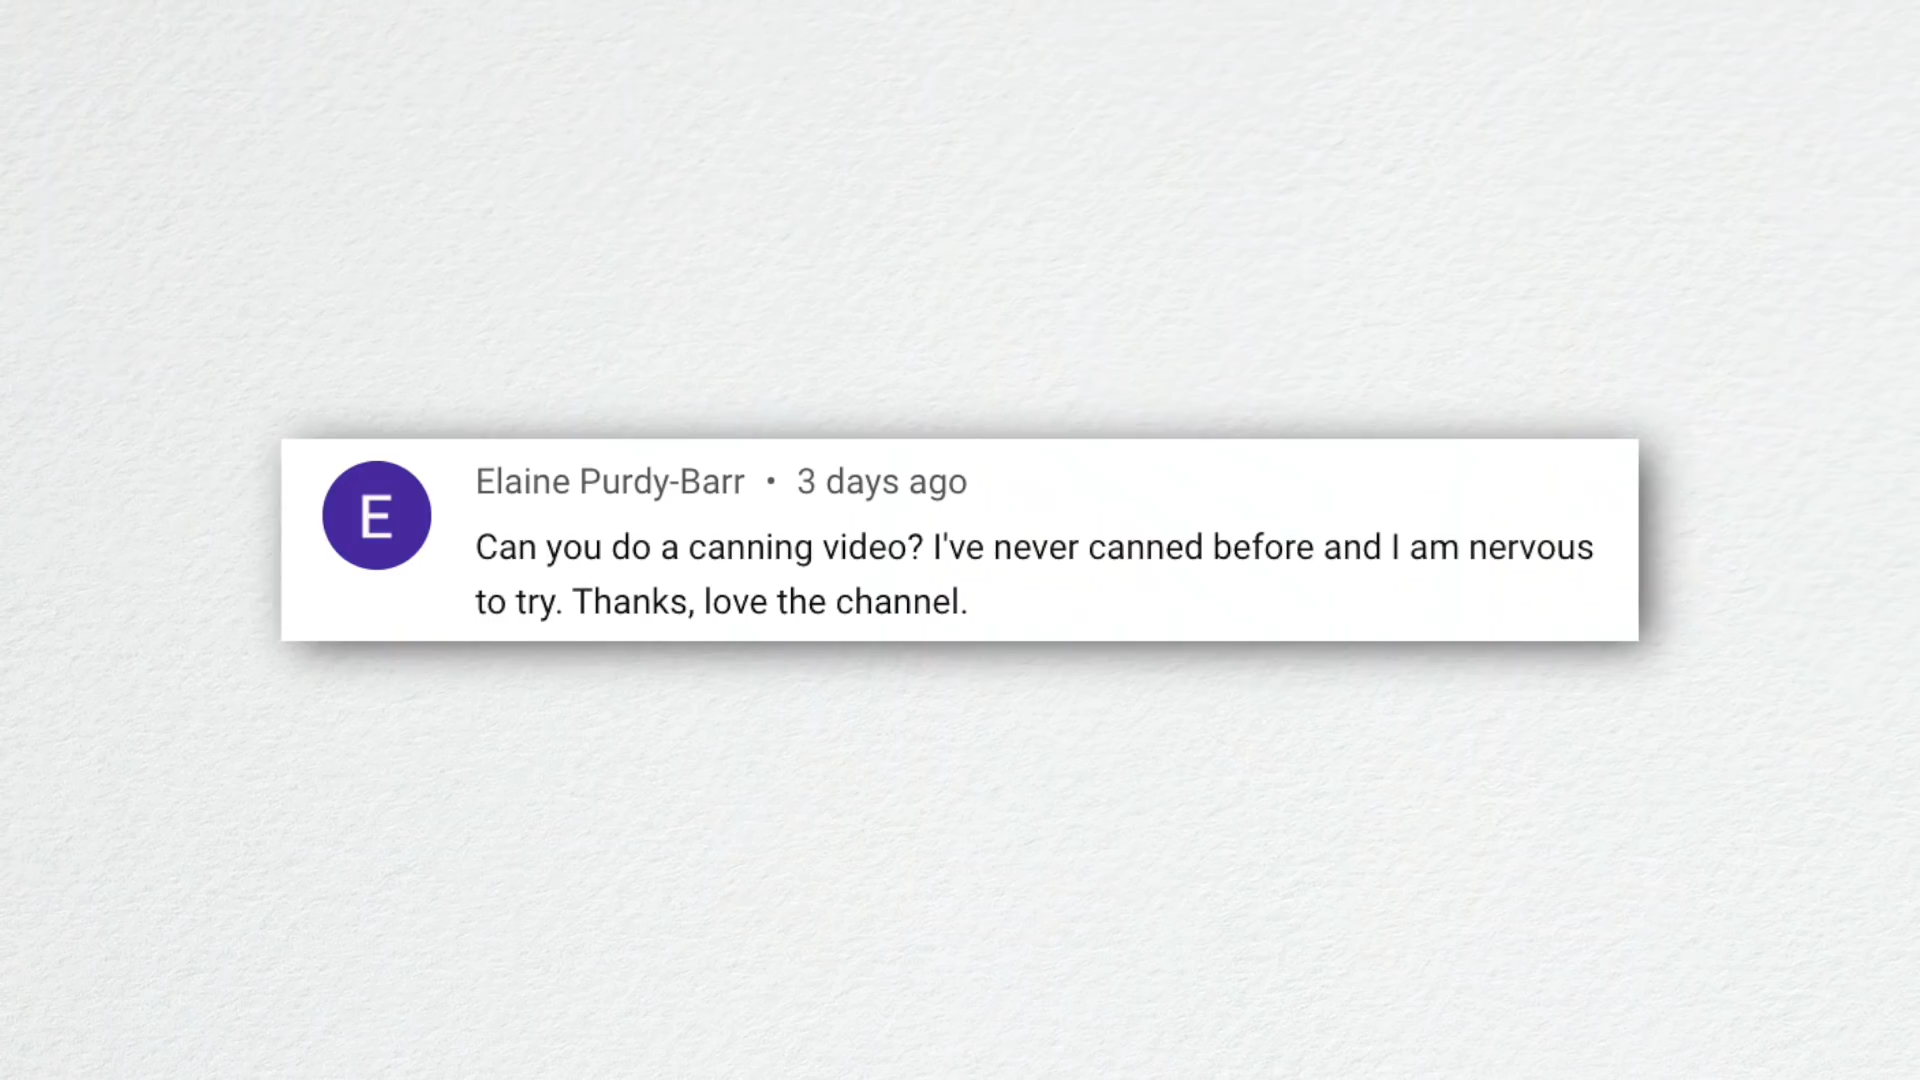 E
Elaine Purdy-Barr • 3 days ago
Can you do a canning video? I've never canned before and I am nervous
to try. Thanks, love the channel.